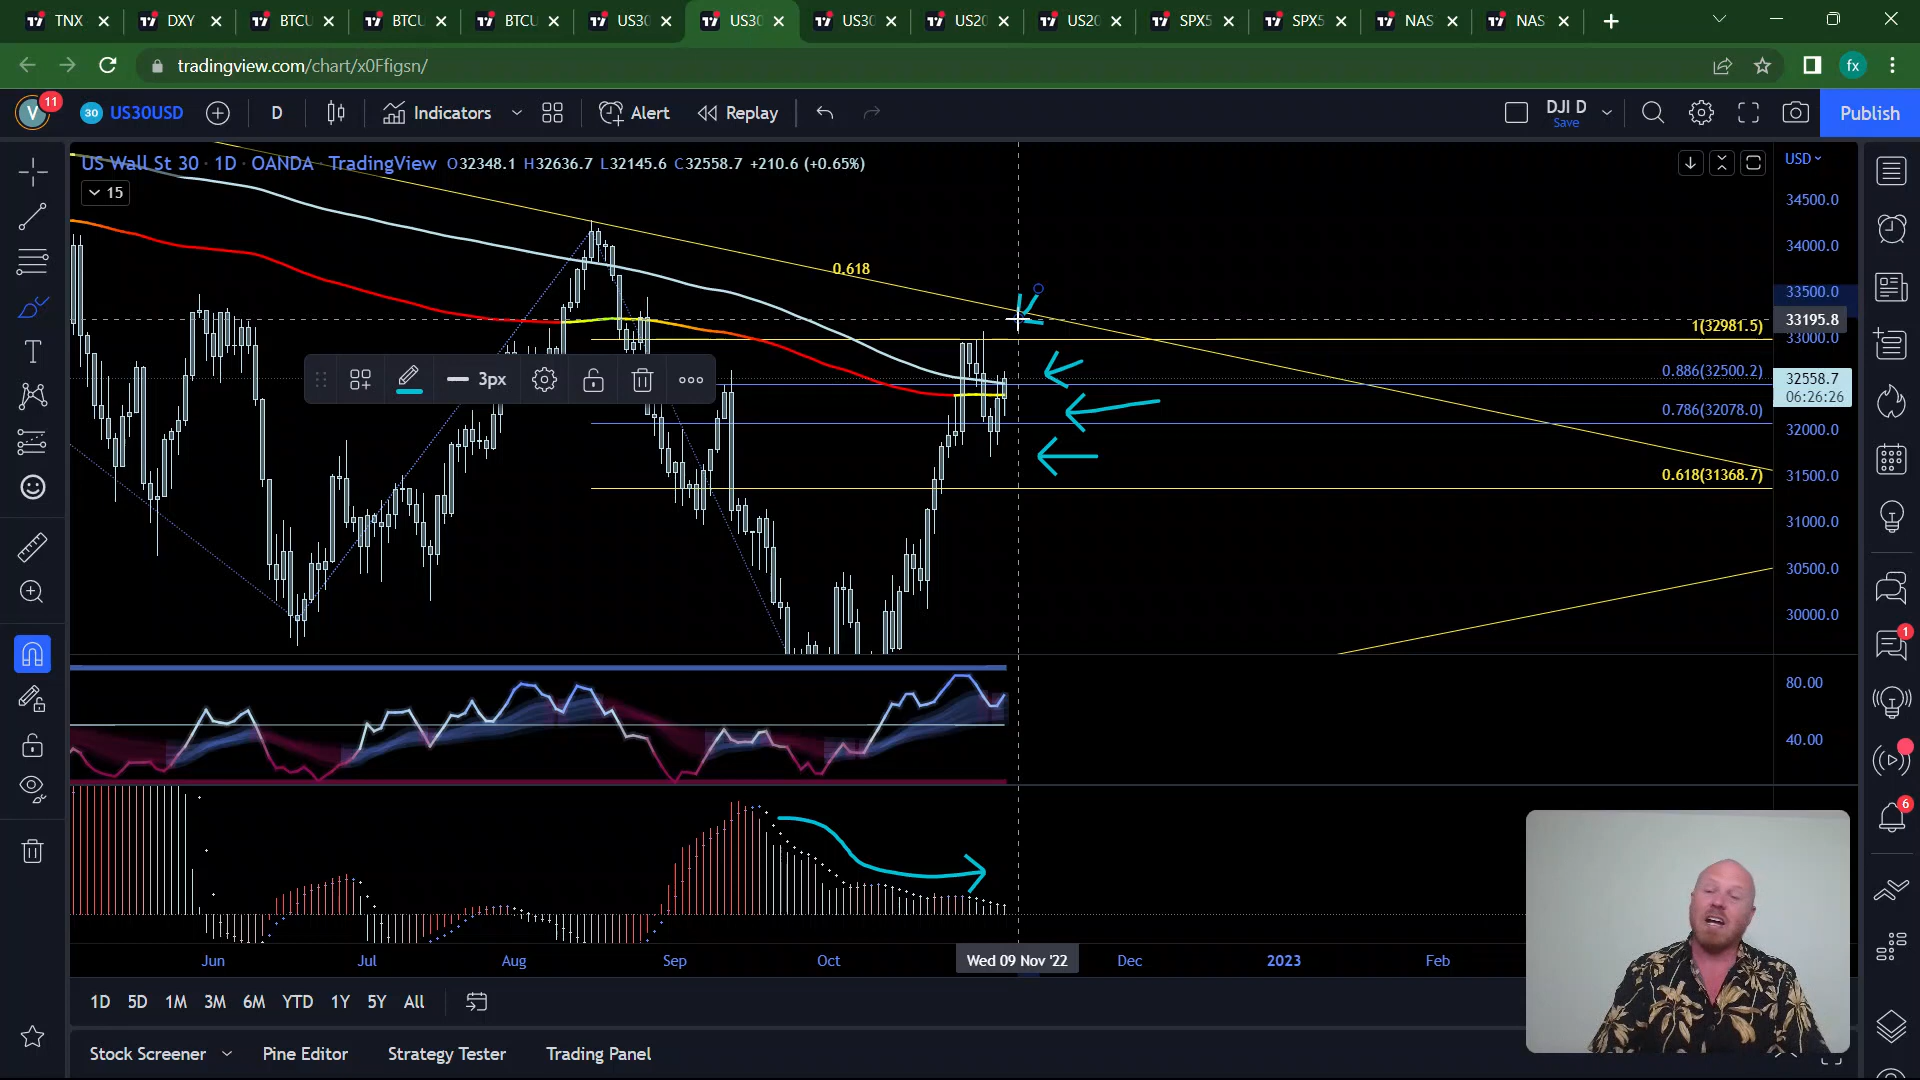 TNX DXY BTCU BTCU BTCU US30 US30 US30 US20 US20 SPX5 SPX5 NAS NAS
tradingview.com/chart/x0Ffigsn/
fx
V 11 30 US30USD D Indicators Alert Replay DJI D Save Publish
US Wall St 30 · 1D · OANDA · TradingView O32348.1 H32636.7 L32145.6 C32558.7 +210.6 (+0.65%)
USD
15
34500.0
34000.0
0.618
33500.0
33195.8
1(32981.5)
33000.0
3px
0.886(32500.2)
32558.7
06:26:26
0.786(32078.0)
32000.0
0.618(31368.7)
31500.0
31000.0
30500.0
30000.0
1
80.00
40.00
6
Jun Jul Aug Sep Oct Wed 09 Nov '22 Dec 2023 Feb
1D 5D 1M 3M 6M YTD 1Y 5Y All
Stock Screener Pine Editor Strategy Tester Trading Panel